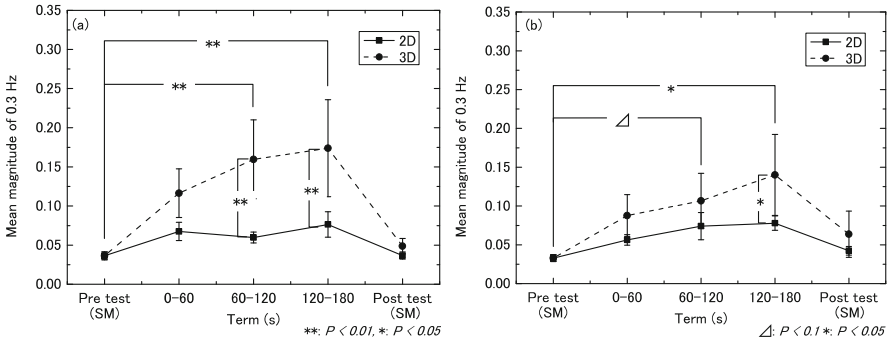 (a)
Mean magnitude of 0.3 Hz
0.35
0.30
0.25
0.20
0.15
0.10
0.05
0.00
2D
3D
**
**
**
**
Pre test
(SM)
0-60
60-120
120-180
Post test
(SM)
Term (s)
**: P < 0.01, *: P < 0.05
(b)
Mean magnitude of 0.3 Hz
0.35
0.30
0.25
0.20
0.15
0.10
0.05
0.00
2D
3D
*
⊿
*
Pre test
(SM)
0-60
60-120
120-180
Post test
(SM)
Term (s)
⊿: P < 0.1 *: P < 0.05